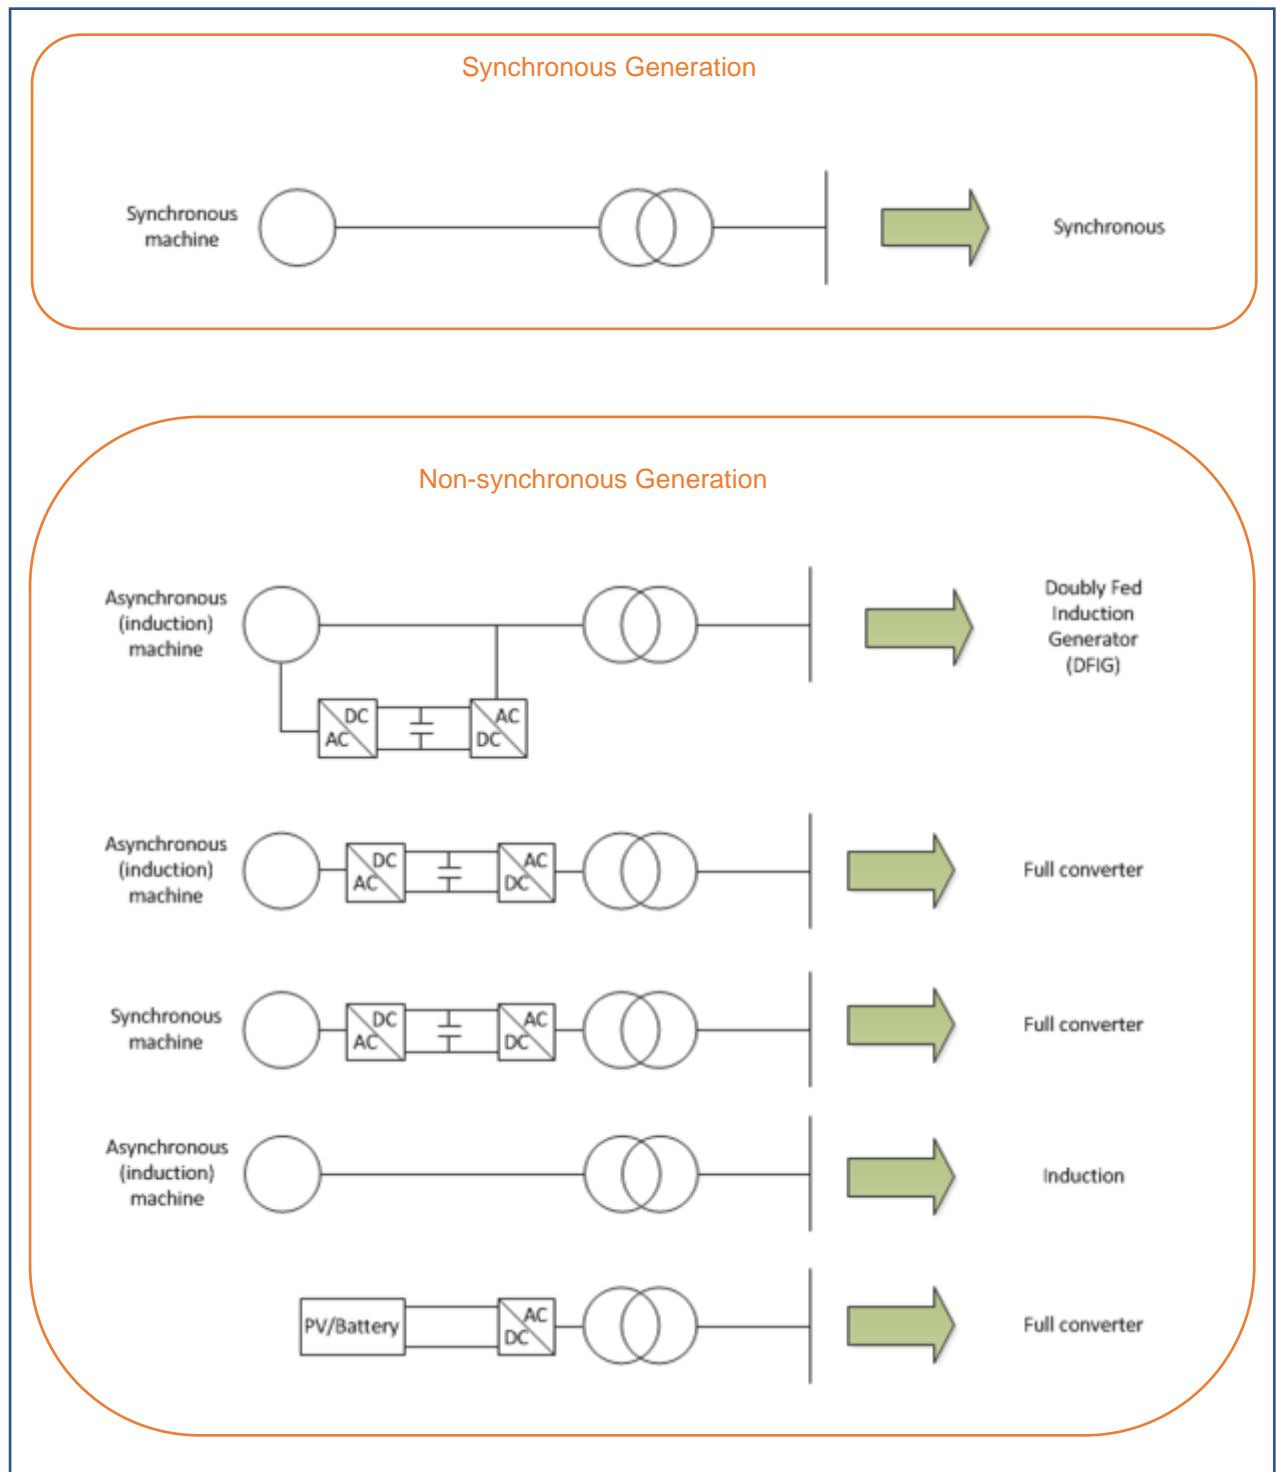 Synchronous Generation
Synchronous
machine
Synchronous
Non-synchronous Generation
Asynchronous
(induction)
machine
DC
AC
AC
DC
Doubly Fed
Induction
Generator
(DFIG)
Asynchronous
(induction)
machine
DC
AC
AC
DC
Full converter
Synchronous
machine
DC
AC
AC
DC
Full converter
Asynchronous
(induction)
machine
Induction
PV/Battery
AC
DC
Full converter